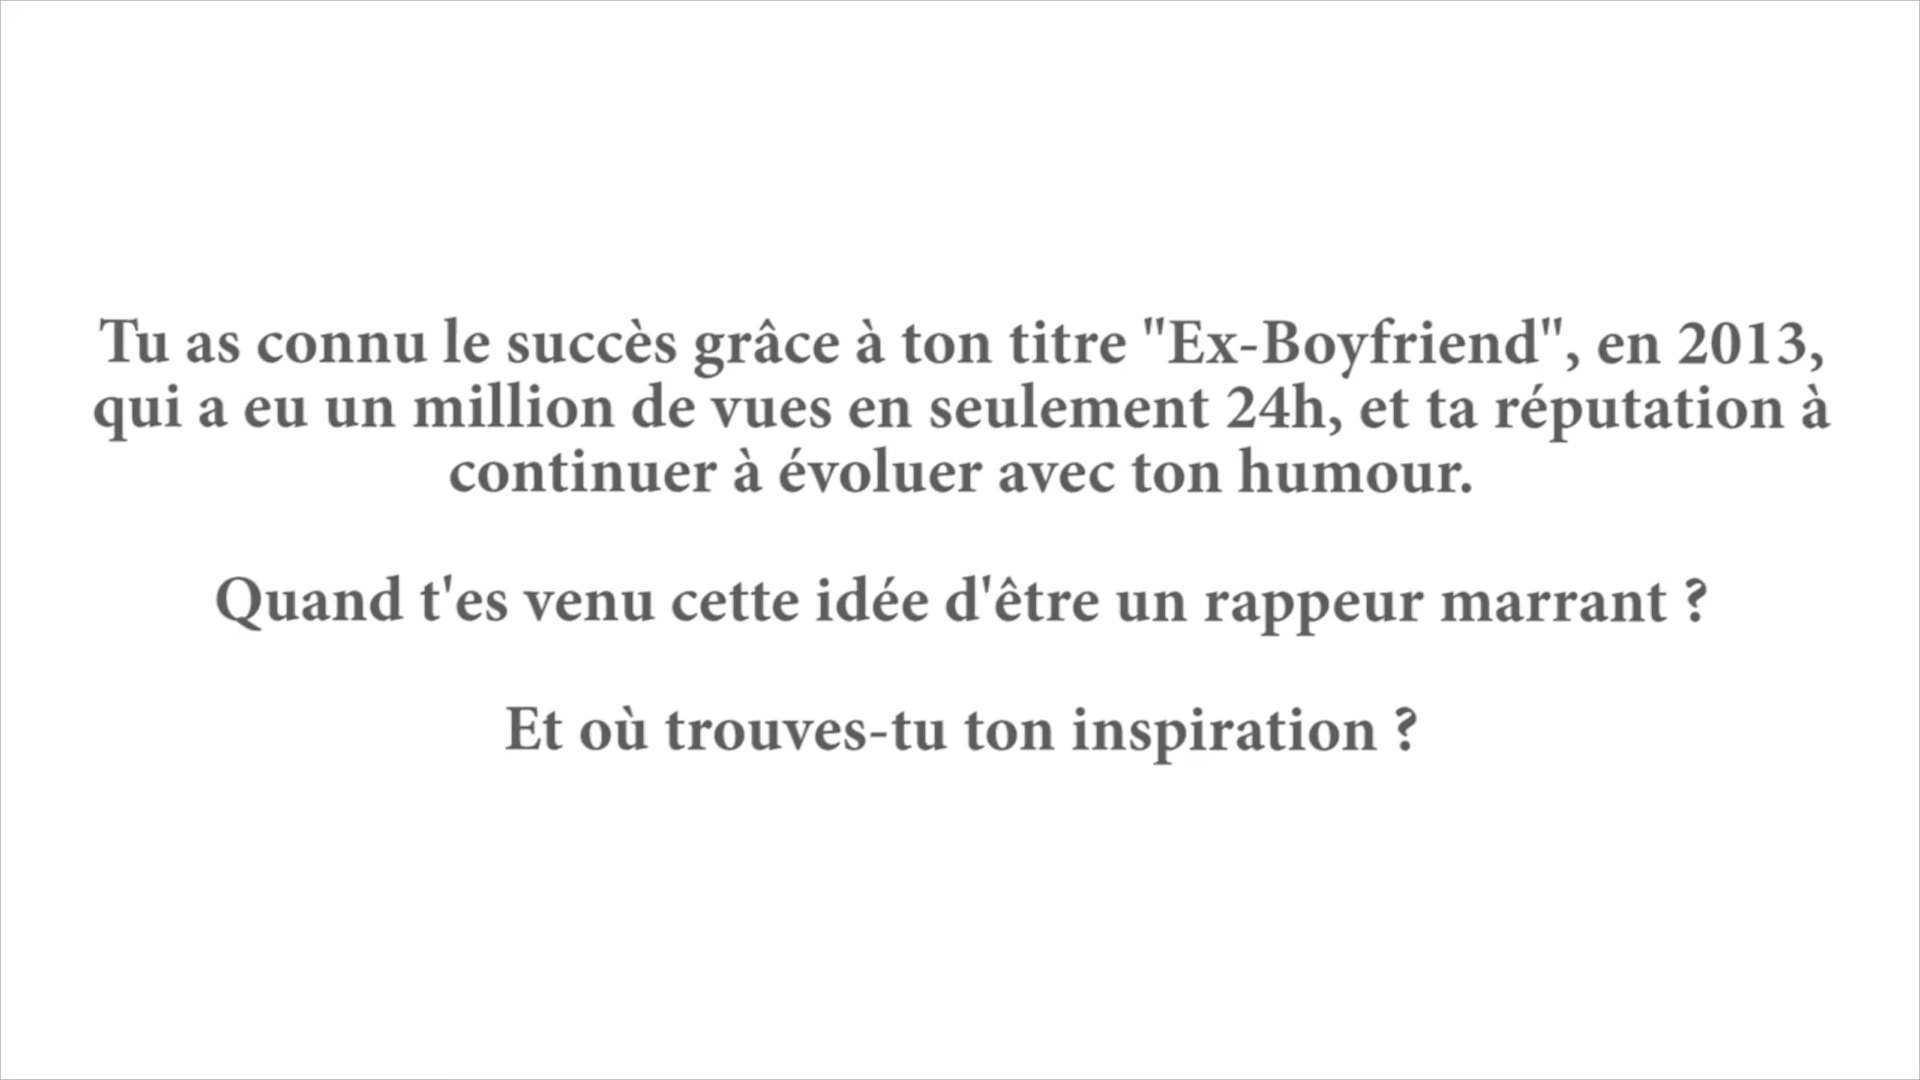 Tu as connu le succès grâce à ton titre "Ex-Boyfriend", en 2013,
qui a eu un million de vues en seulement 24h, et ta réputation à
continuer à évoluer avec ton humour.
Quand t'es venu cette idée d'être un rappeur marrant ?
Et où trouves-tu ton inspiration ?